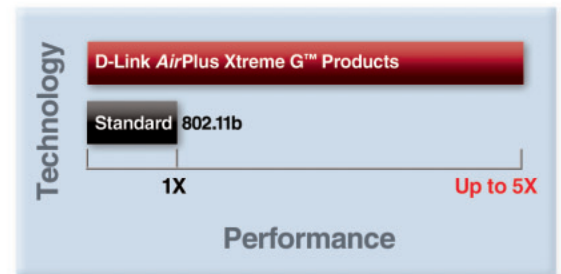 Technology
D-Link AirPlus Xtreme G™ Products
Standard 802.11b
1X
Up to 5X
Performance